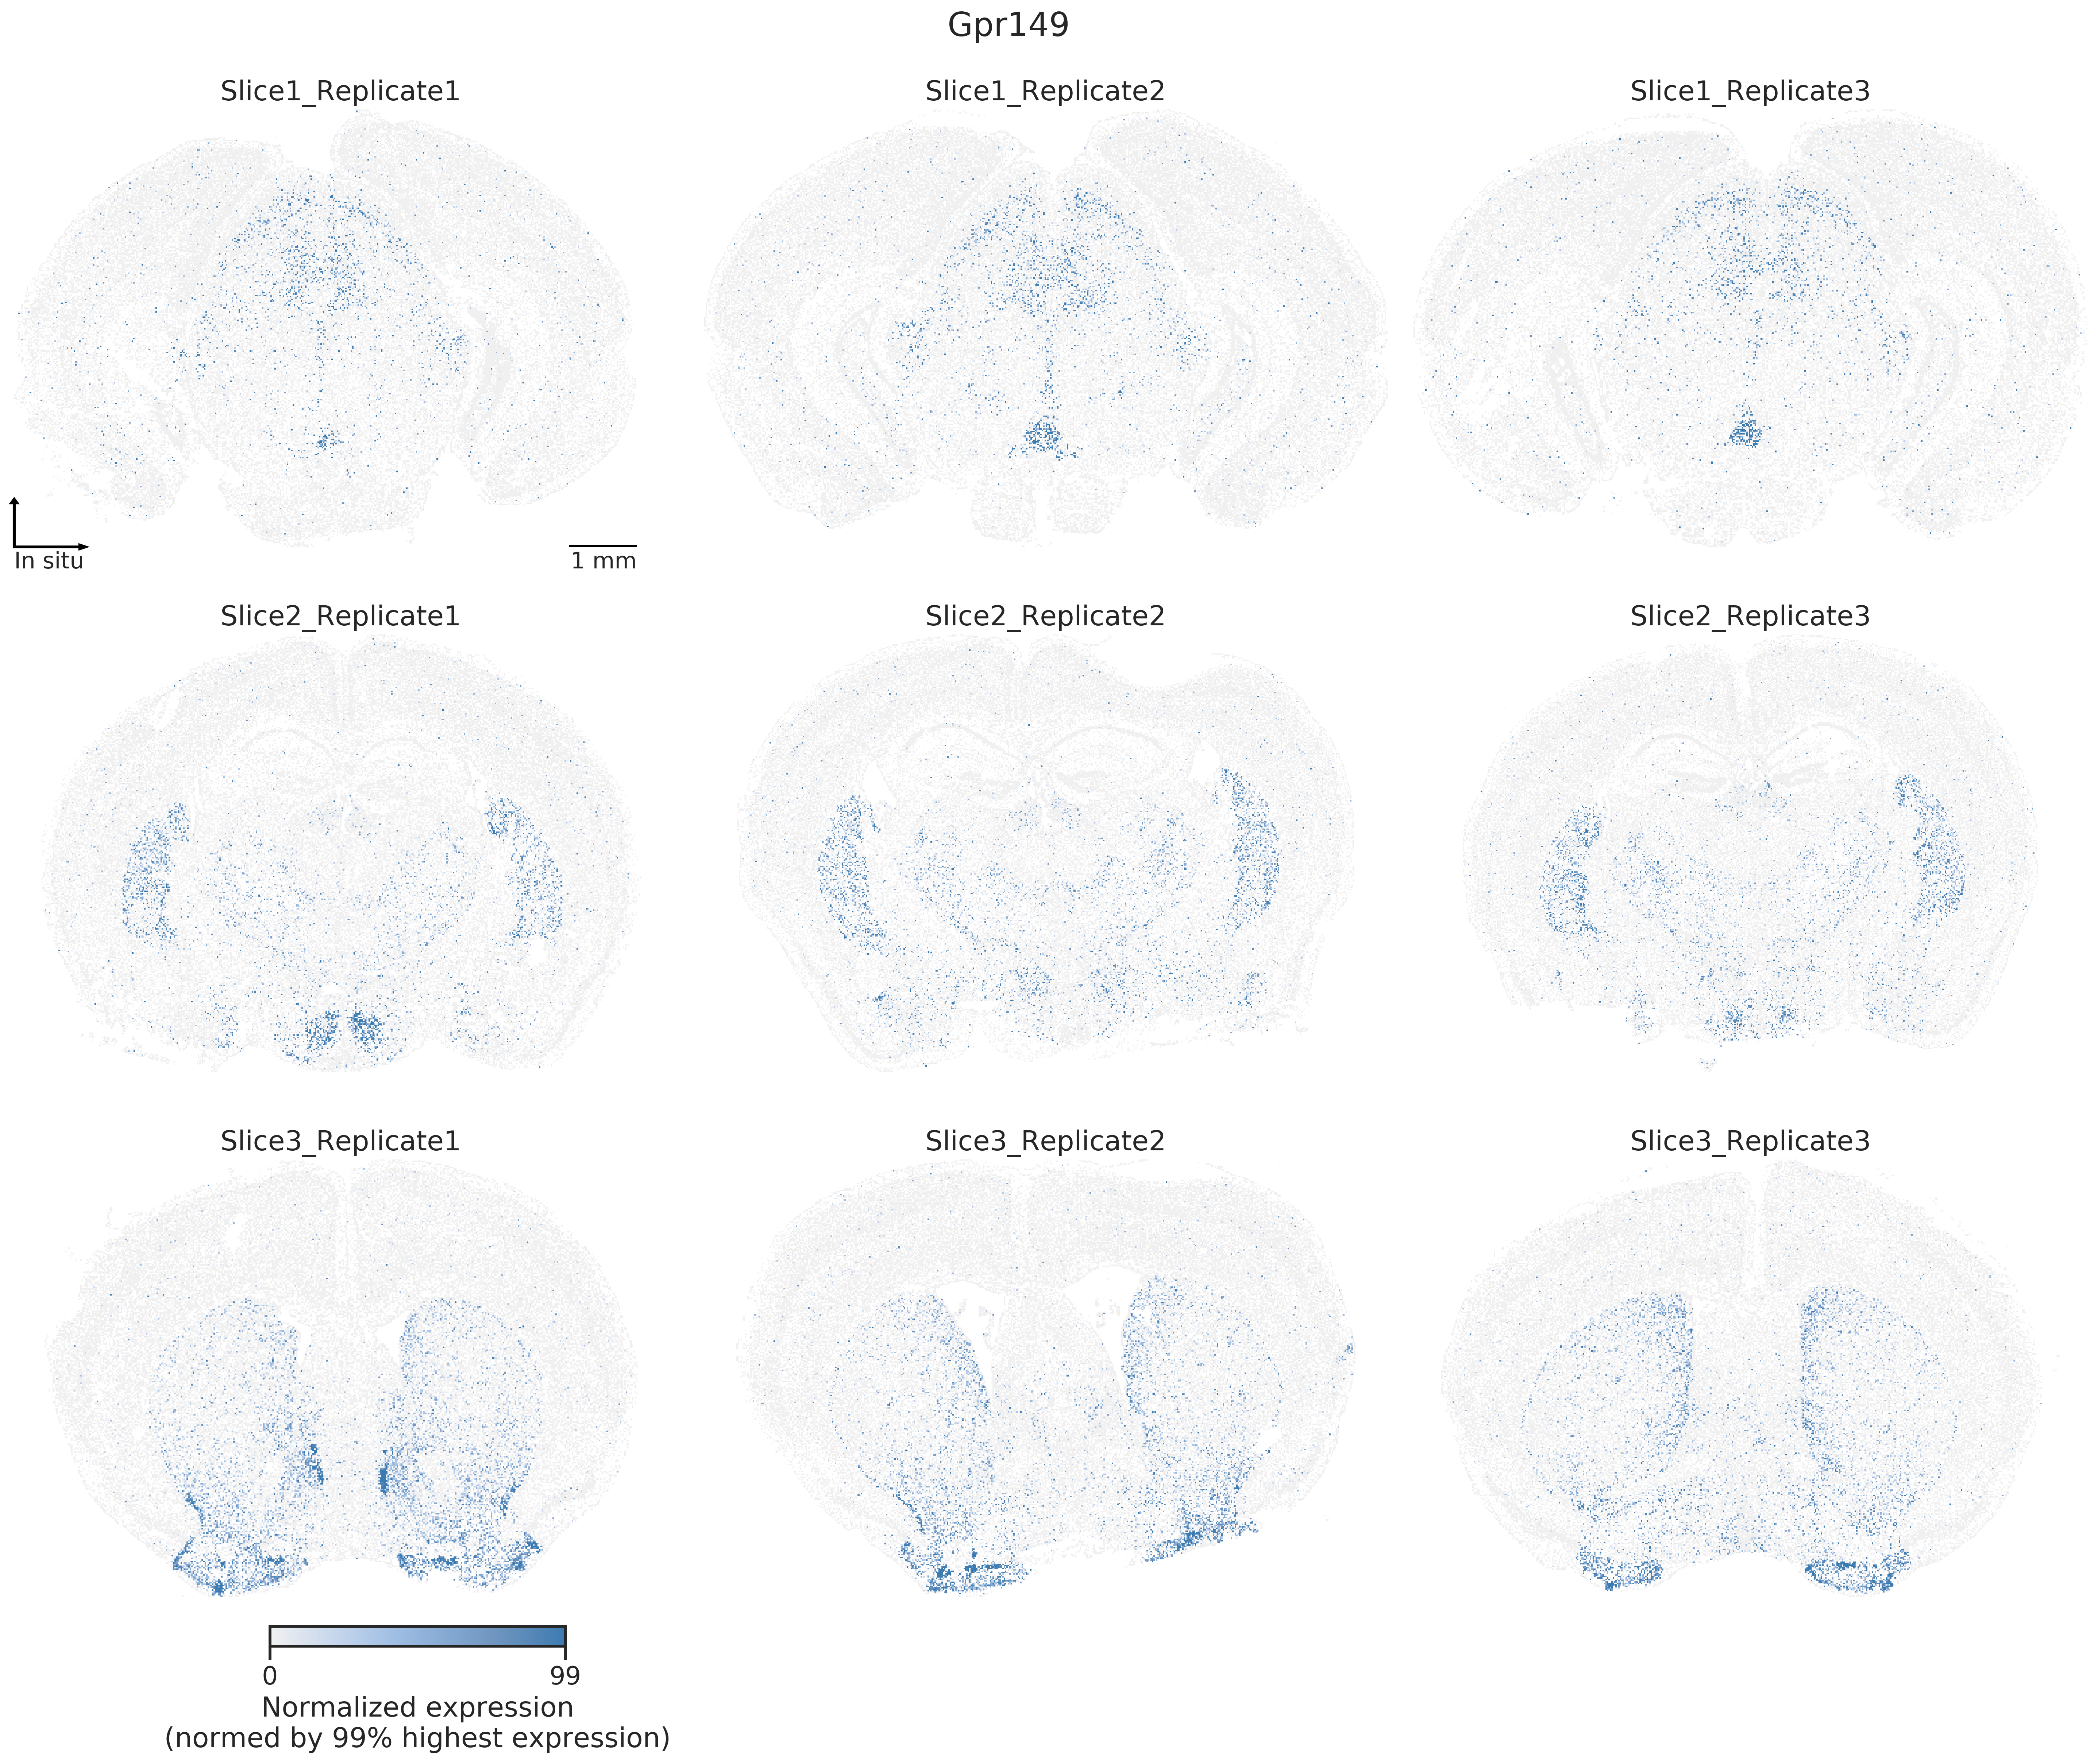 Gpr149
Slice1_Replicate1
Slice1_Replicate2
Slice1_Replicate3
In situ
1 mm
Slice2_Replicate1
Slice2_Replicate2
Slice2_Replicate3
Slice3_Replicate1
Slice3_Replicate2
Slice3_Replicate3
0
99
Normalized expression
(normed by 99% highest expression)